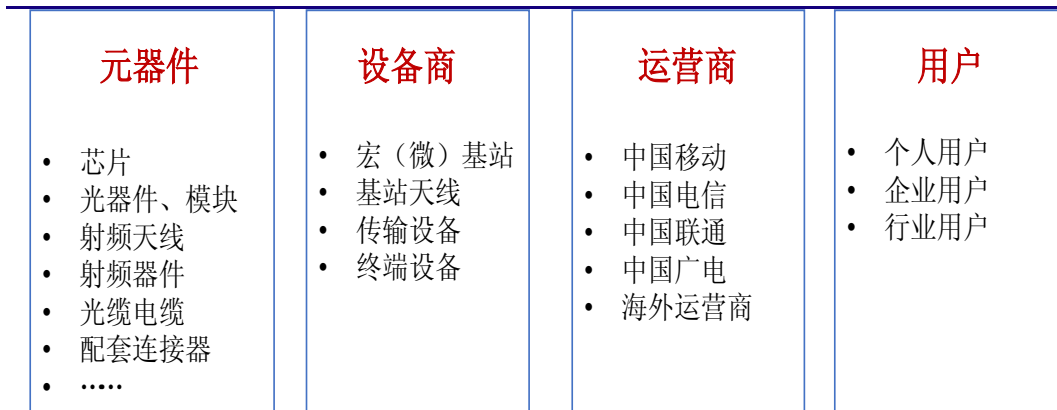 元器件
• 芯片
• 光器件、模块
• 射频天线
• 射频器件
• 光缆电缆
• 配套连接器
• ·····
设备商
• 宏（微）基站
• 基站天线
• 传输设备
• 终端设备
运营商
• 中国移动
• 中国电信
• 中国联通
• 中国广电
• 海外运营商
用户
• 个人用户
• 企业用户
• 行业用户